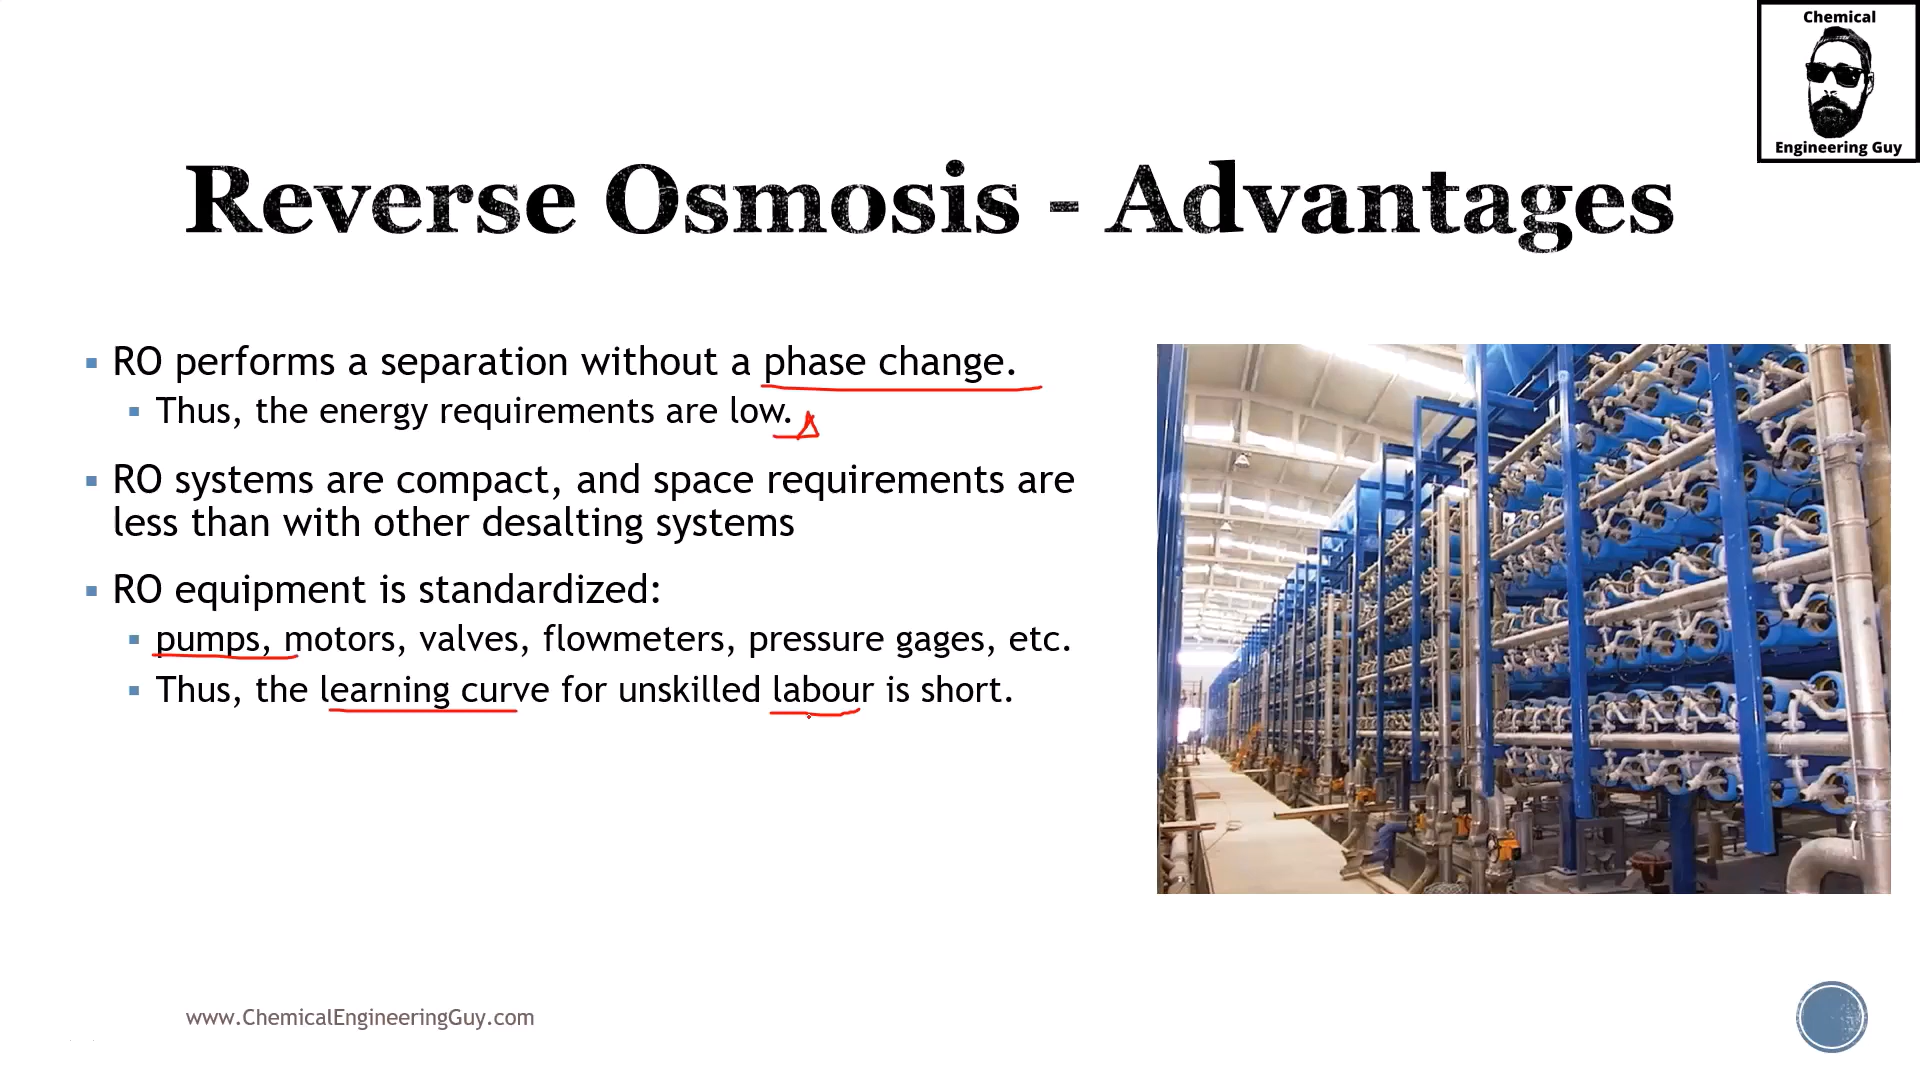 Chemical
Engineering Guy
Reverse Osmosis - Advantages
RO performs a separation without a phase change.
Thus, the energy requirements are low.
RO systems are compact, and space requirements are
less than with other desalting systems
RO equipment is standardized:
pumps, motors, valves, flowmeters, pressure gages, etc.
Thus, the learning curve for unskilled labour is short.
www.ChemicalEngineeringGuy.com